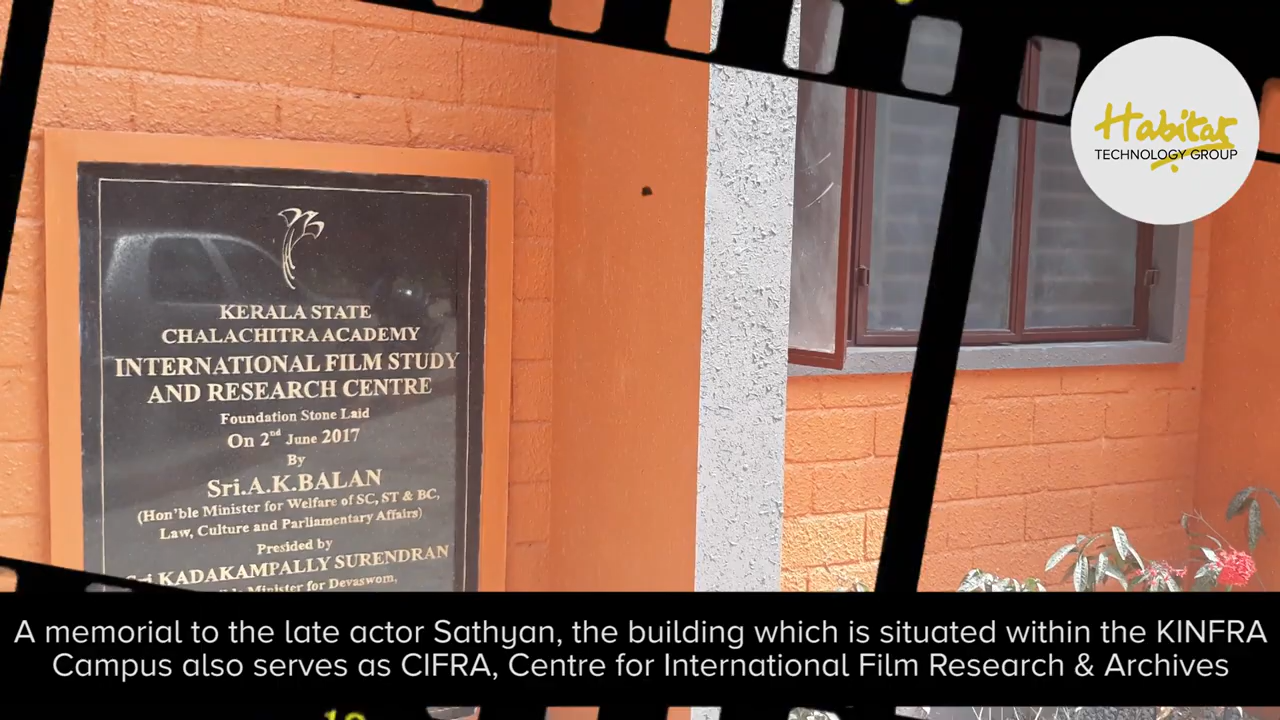 Habitat
TECHNOLOGY GROUP
KERALA STATE
CHALACHITRA ACADEMY
INTERNATIONAL FILM STUDY
AND RESEARCH CENTRE
Foundation Stone Laid
On 2nd June 2017
By
Sri.A.K.BALAN
(Hon'ble Minister for Welfare of SC, ST & BC,
Law, Culture and Parliamentary Affairs)
Presided by
Sri.KADAKAMPALLY SURENDRAN
Minister for Devaswom,
A memorial to the late actor Sathyan, the building which is situated within the KINFRA
Campus also serves as CIFRA, Centre for International Film Research & Archives